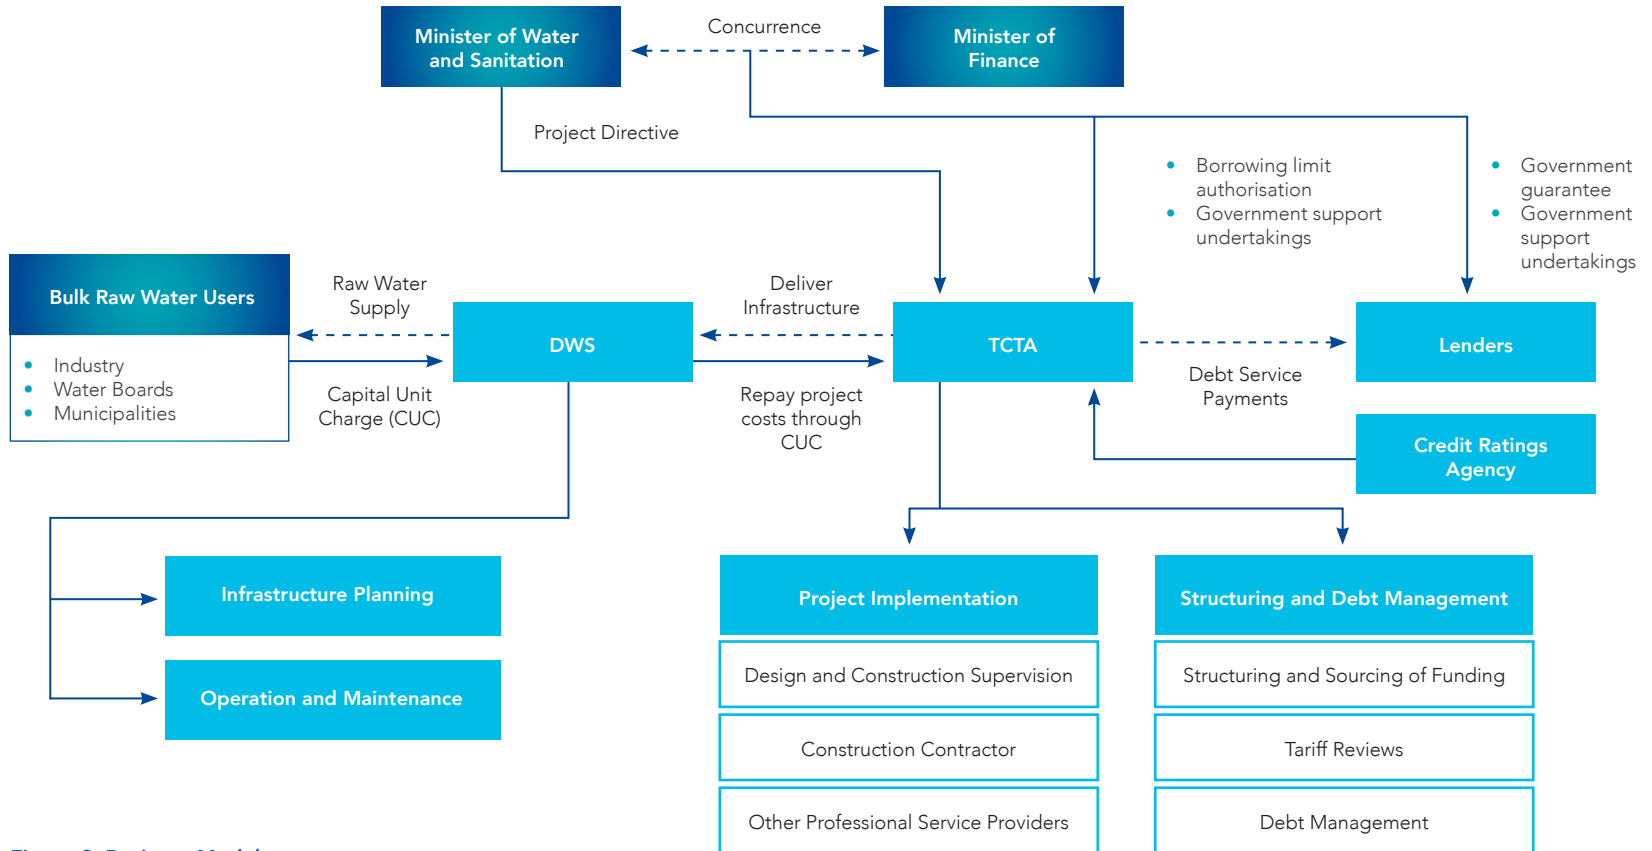 Minister of Water
and Sanitation
Concurrence
Minister of
Finance
Project Directive
• Borrowing limit
authorisation
• Government support
undertakings
• Government
guarantee
• Government
support
undertakings
Bulk Raw Water Users
• Industry
• Water Boards
• Municipalities
Raw Water
Supply
Capital Unit
Charge (CUC)
DWS
Deliver
Infrastructure
Repay project
costs through
CUC
TCTA
Debt Service
Payments
Lenders
Credit Ratings
Agency
Infrastructure Planning
Operation and Maintenance
Project Implementation
Design and Construction Supervision
Construction Contractor
Other Professional Service Providers
Structuring and Debt Management
Structuring and Sourcing of Funding
Tariff Reviews
Debt Management